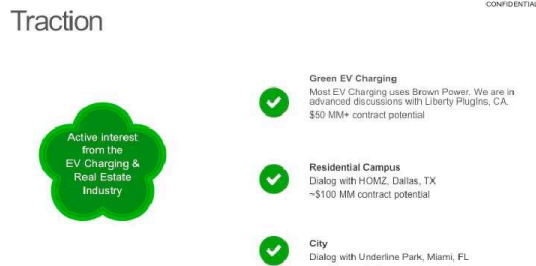 CONFIDENTIAL
Traction
Active interest
from the
EV Charging &
Real Estate
Industry
Green EV Charging
Most EV Charging uses Brown Power. We are in
advanced discussions with Liberty PlugIns, CA.
$50 MM+ contract potential
Residential Campus
Dialog with HOMZ, Dallas, TX
~$100 MM contract potential
City
Dialog with Underline Park, Miami, FL